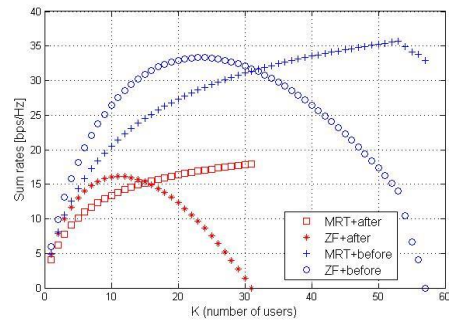 40
35
30
25
20
15
10
5
0
Sum rates [bps/Hz]
0 10 20 30 40 50 60
K (number of users)
MRT+after
ZF+after
MRT+before
ZF+before